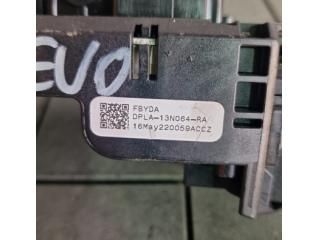 EVO
FBYDA
DPLA-13N064-RA
16May220059ACCZ